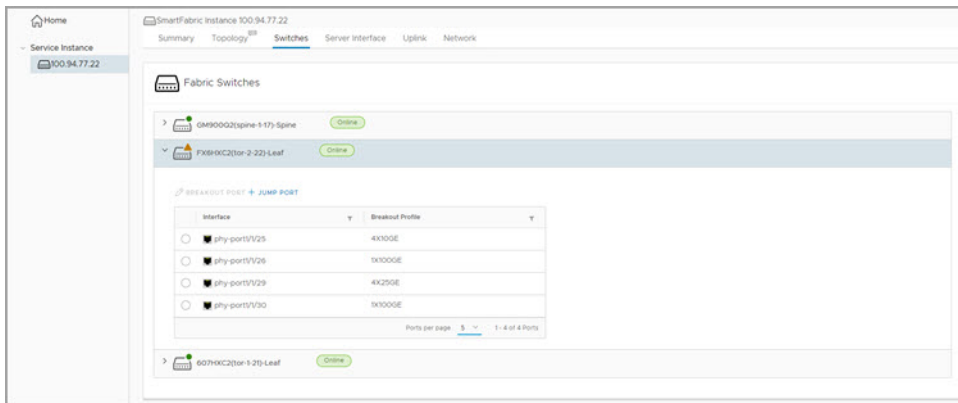 Home
SmartFabric Instance 100.94.77.22
Summary Topology Switches Server Interface Uplink Network
Service Instance
100.94.77.22
Fabric Switches
GM900Q2(spine-1-17)-Spine Online
FX6HXC2(tor-2-22)-Leaf Online
BREAKOUT PORT + JUMP PORT
Interface Breakout Profile
phy-port1/1/25 4X10GE
phy-port1/1/26 1X100GE
phy-port1/1/29 4X25GE
phy-port1/1/30 1X100GE
Ports per page 5 1 - 4 of 4 Ports
607HXC2(tor-1-21)-Leaf Online